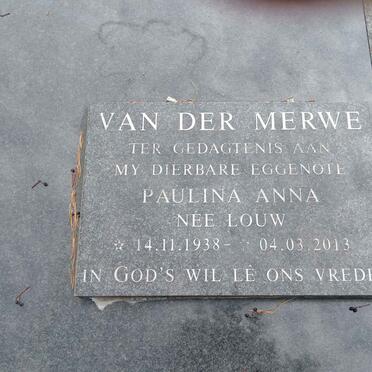 VAN DER MERWE
TER GEDAGTENIS AAN
MY DIERBARE EGGENOTE
PAULINA ANNA
NÉE LOUW
☆ 14.11.1938 – 04.03.2013
IN GOD'S WIL LÊ ONS VREDE